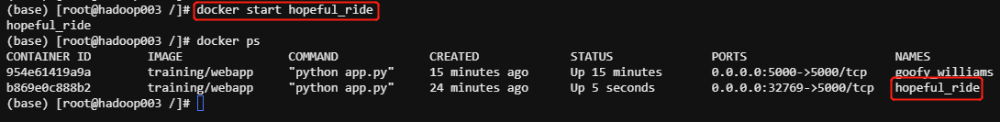 (base) [root@hadoop003 /]# docker start hopeful_ride
hopeful_ride
(base) [root@hadoop003 /]# docker ps
CONTAINER ID IMAGE COMMAND CREATED STATUS PORTS NAMES
954e61419a9a training/webapp "python app.py" 15 minutes ago Up 15 minutes 0.0.0.0:5000->5000/tcp goofy_williams
b869e0c888b2 training/webapp "python app.py" 24 minutes ago Up 5 seconds 0.0.0.0:32769->5000/tcp hopeful_ride
(base) [root@hadoop003 /]#